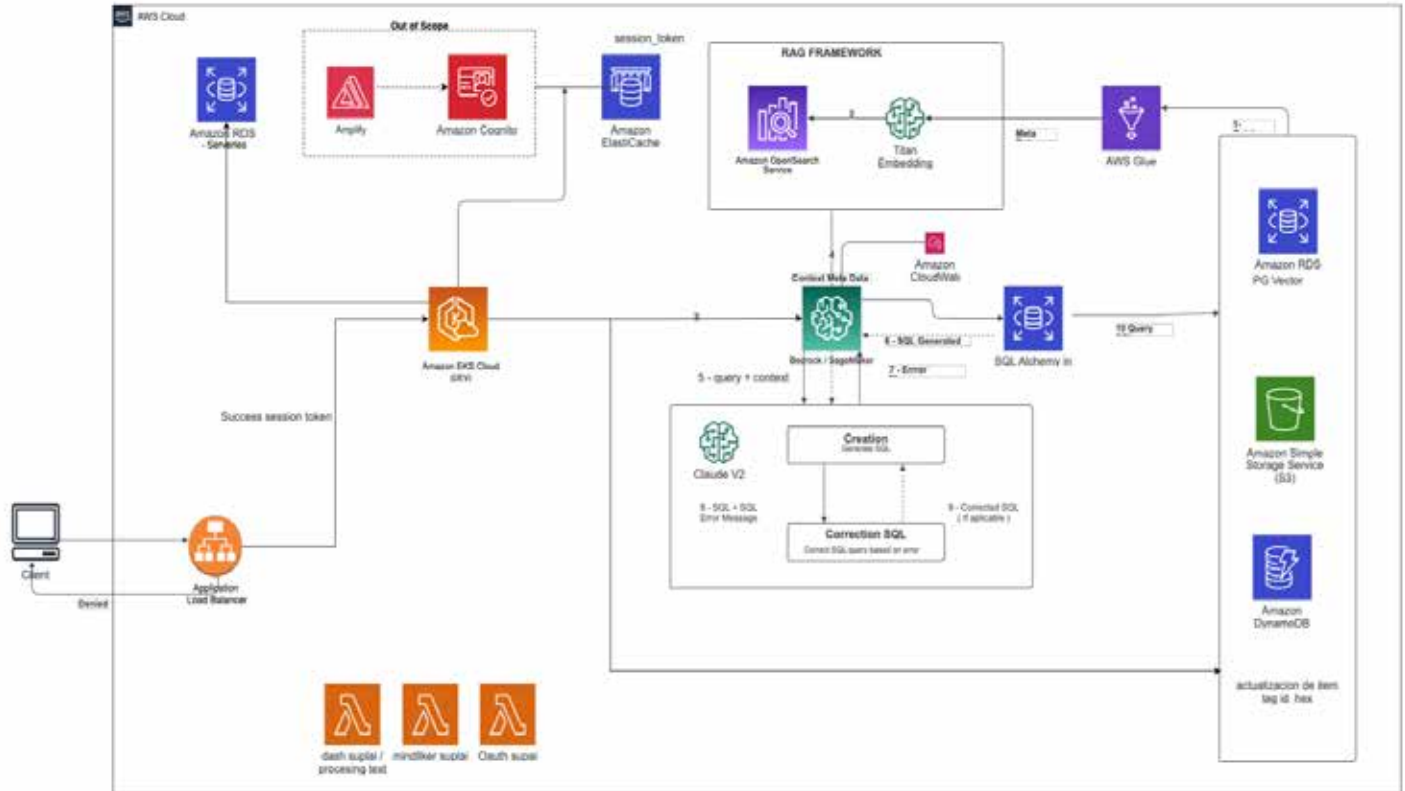 AWS Cloud
Out of Scope
session_token
RAG FRAMEWORK
Amplify
Amazon Cognito
Amazon RDS
- Serverles
Amazon
ElastiCache
2
Titan
Embedding
Amazon OpenSearch
Service
Meta
AWS Glue
Amazon RDS
PG Vector
Amazon
CloudWatc
Context Meta Data
3
Amazon EKS Cloud
Bedrock / SageMaker
SQL Generated
SQL Alchemy in
10 Query
7 - Error
5 - query + context
Success session token
Claude V2
Creation
Generate SQL
SQL + SQL
Error Message
Corrected SQL
( If aplicable )
Correction SQL
Correct SQL query based on error
Amazon Simple
Storage Service
(S3)
Client
Application
Load Balancer
Denied
Amazon
DynamoDB
actualizacion de item
tag id hex
dash suplai /
procesing text
mindliker suplai
Oauth suplai